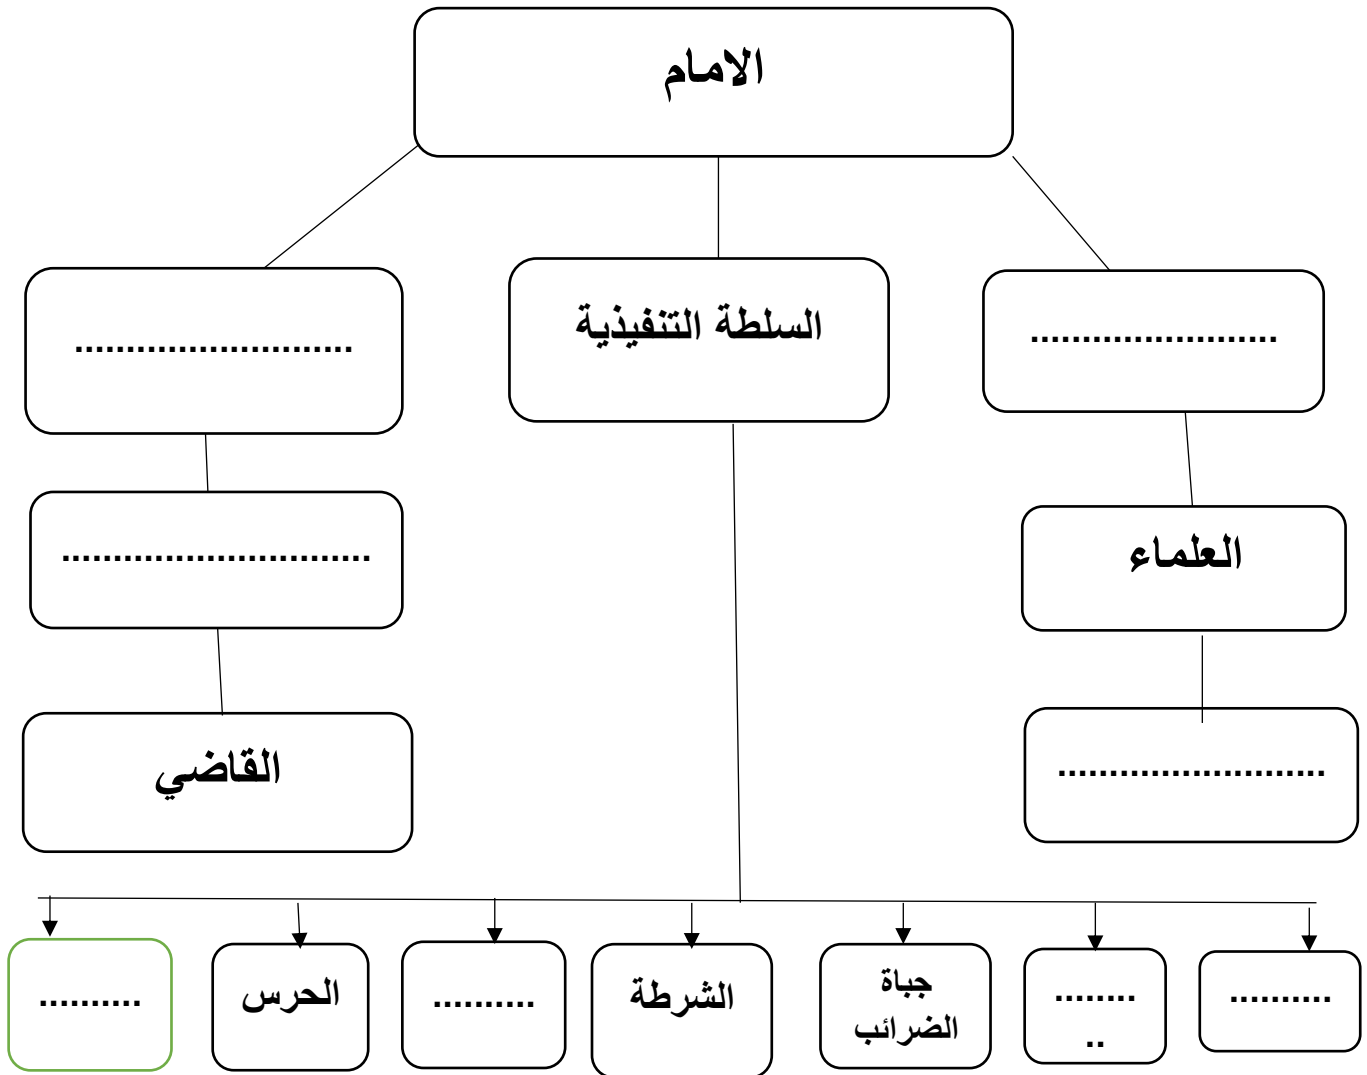 الامام
.......................
السلطة التنفيذية
...........................
العلماء
..............................
..........................
القاضي
..........
........
..
جباة
الضرائب
الشرطة
..........
الحرس
..........